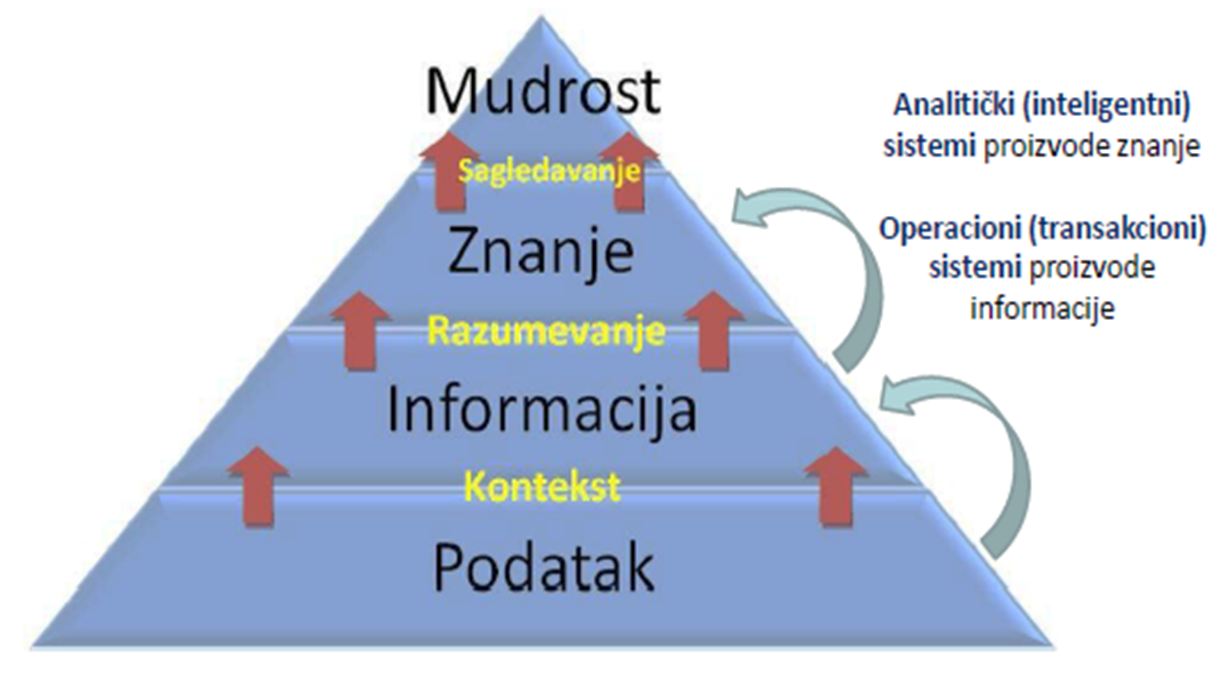 Mudrost
Sagledavanje
Znanje
Razumevanje
Informacija
Kontekst
Podatak
Analitički (inteligentni)
sistemi proizvode znanje
Operacioni (transakcioni)
sistemi proizvode
informacije